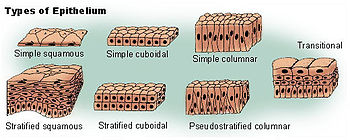 Types of Epithelium
Transitional
Simple squamous
Simple cuboidal
Simple columnar
Stratified squamous
Stratified cuboidal
Pseudostratified columnar